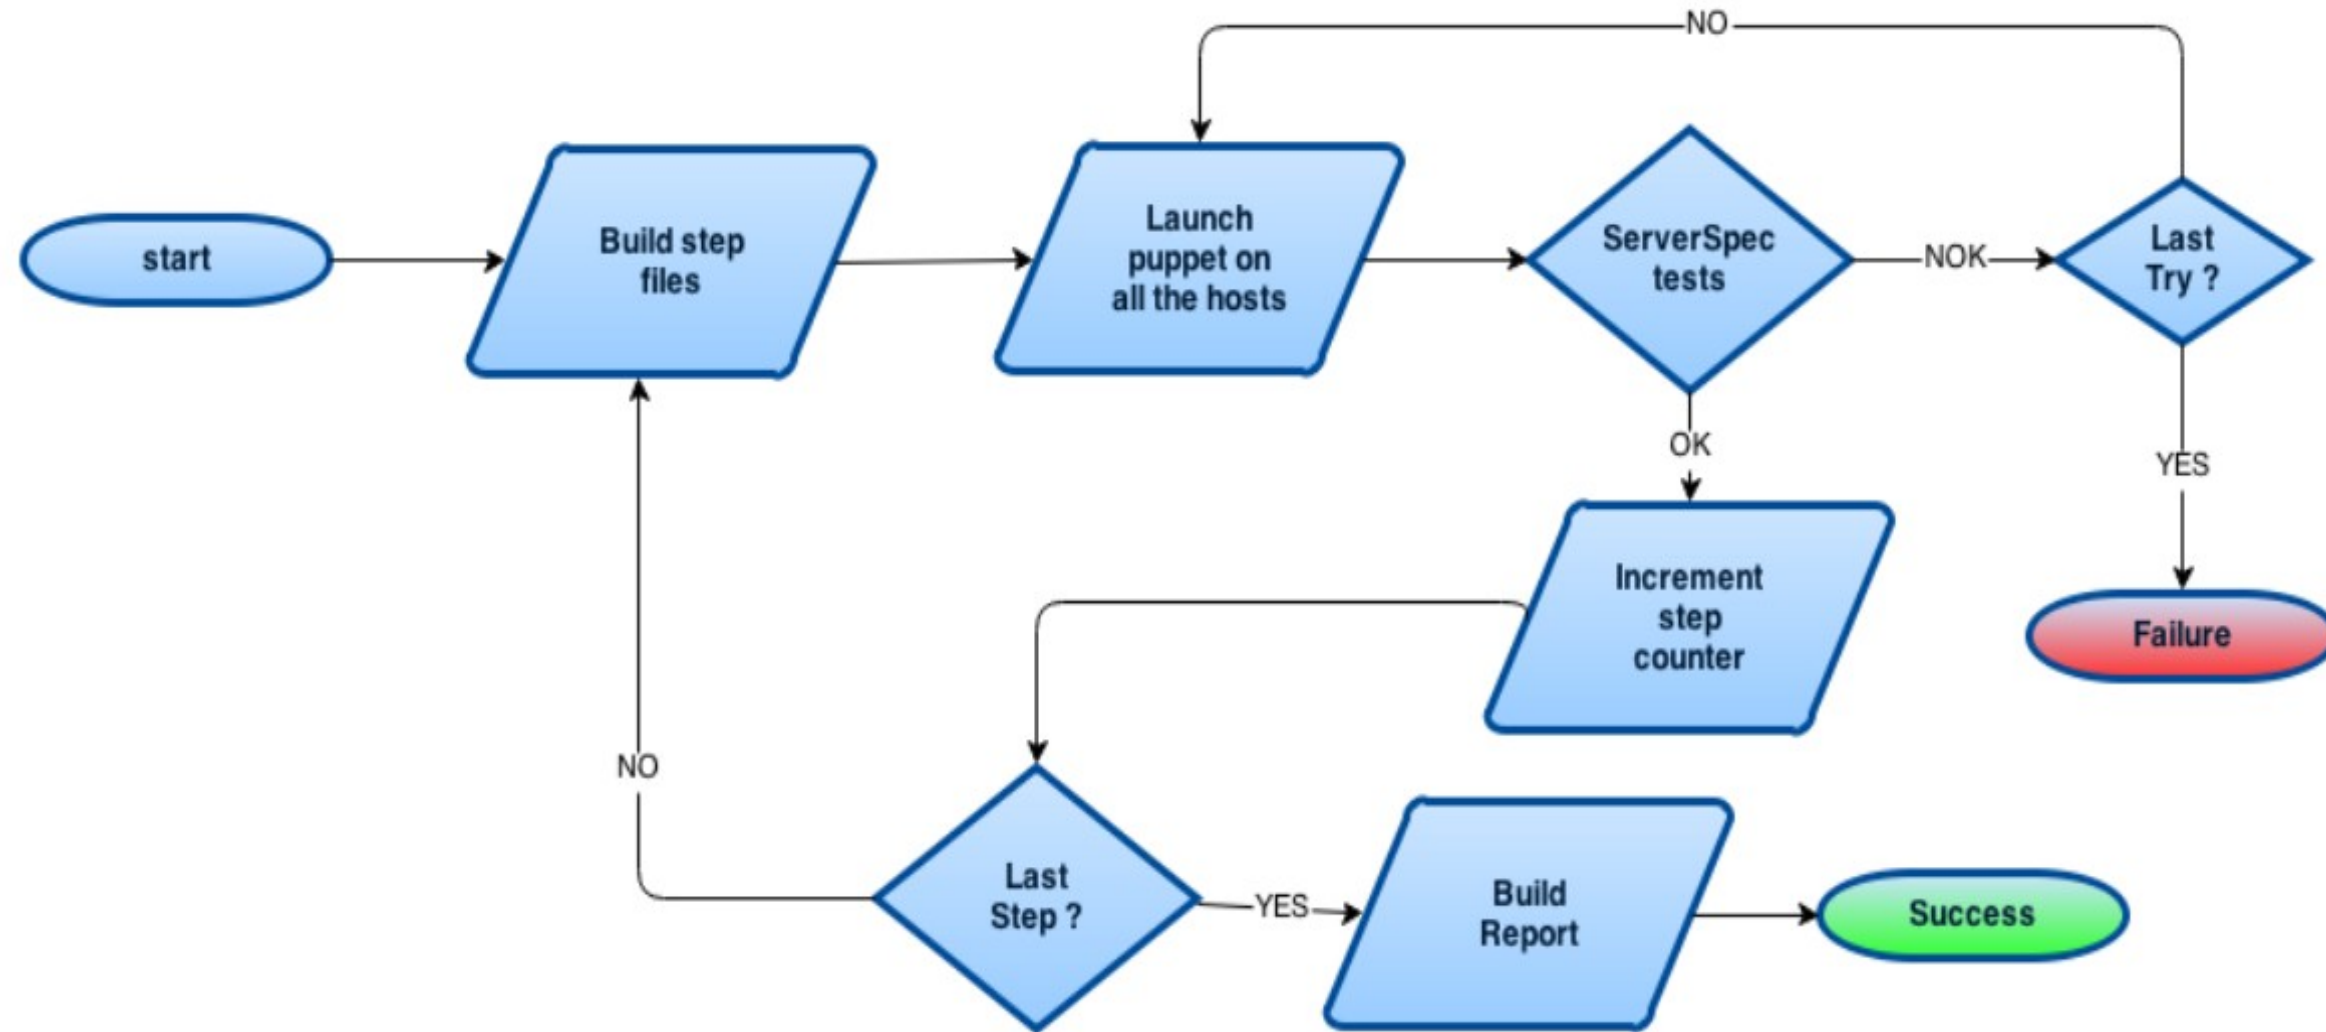 NO
start
Build step
files
Launch
puppet on
all the hosts
ServerSpec
tests
NOK
Last
Try ?
OK
YES
Increment
step
counter
Failure
NO
Last
Step ?
YES
Build
Report
Success